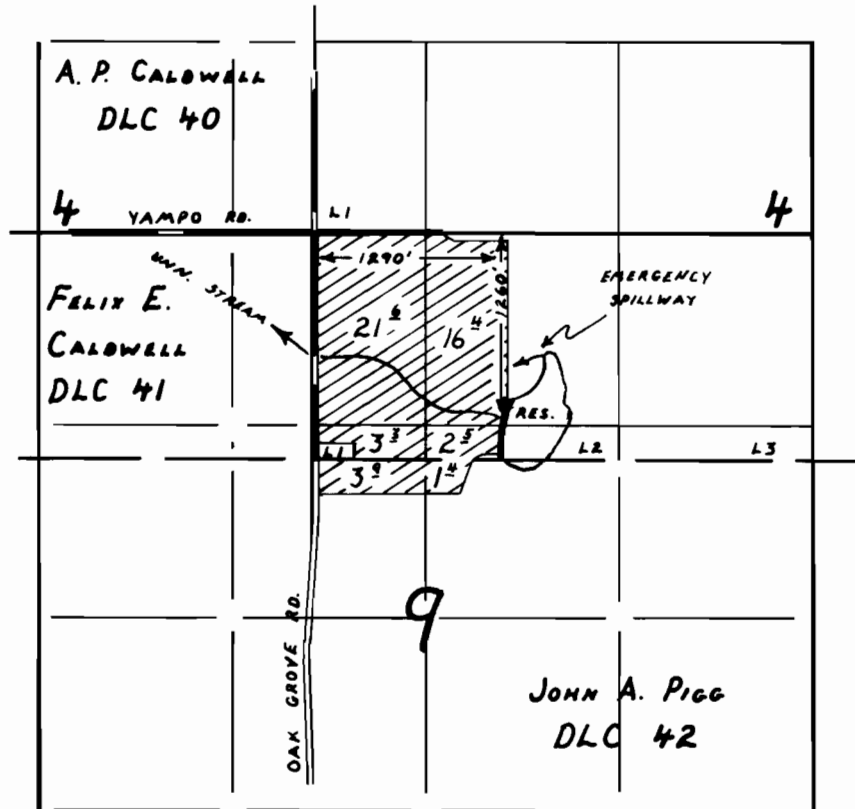 A. P. CALDWELL
DLC 40
4
YAMPO RD.
L1
4
UNN. STREAM
1290'
1260'
EMERGENCY
SPILLWAY
FELIX E.
CALDWELL
DLC 41
21 6
16 4
RES.
3 3
2 5
L1
L2
L3
3 9
1 4
9
OAK GROVE RD.
JOHN A. PIGG
DLC 42